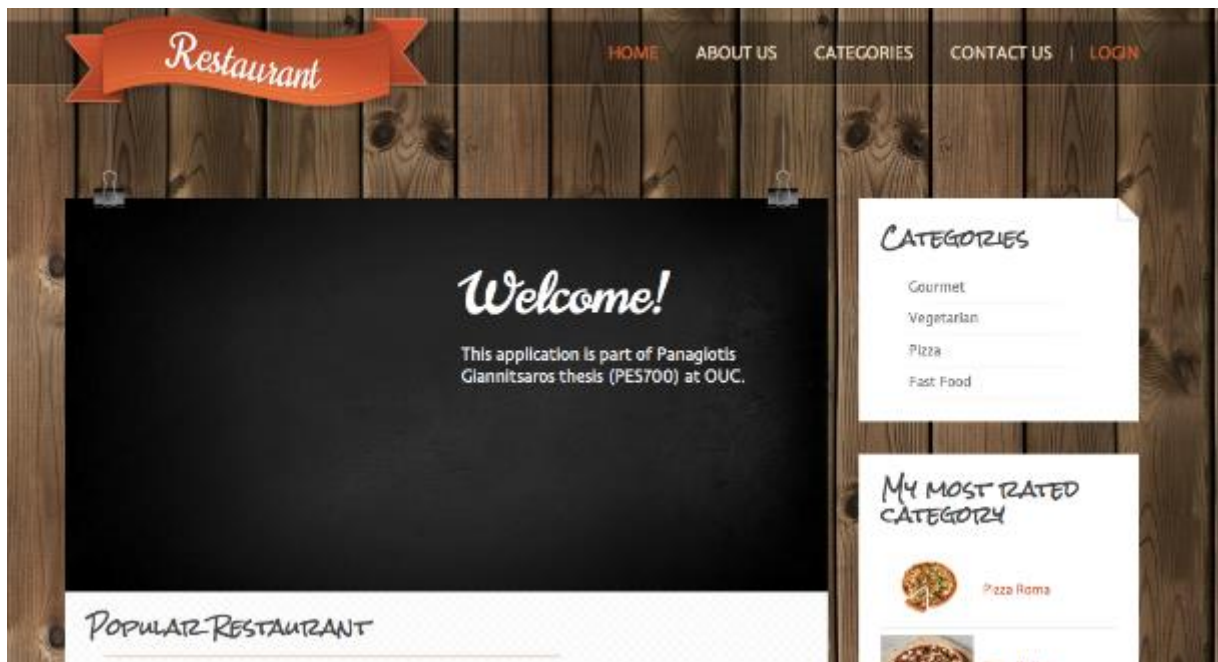 Restaurant
HOME ABOUT US CATEGORIES CONTACT US | LOGIN
Welcome!
This application is part of Panagiotis
Giannitsaros thesis (PES700) at OUC.
POPULAR RESTAURANT
CATEGORIES
Gourmet
Vegetarian
Pizza
Fast Food
MY MOST RATED
CATEGORY
Pizza Roma